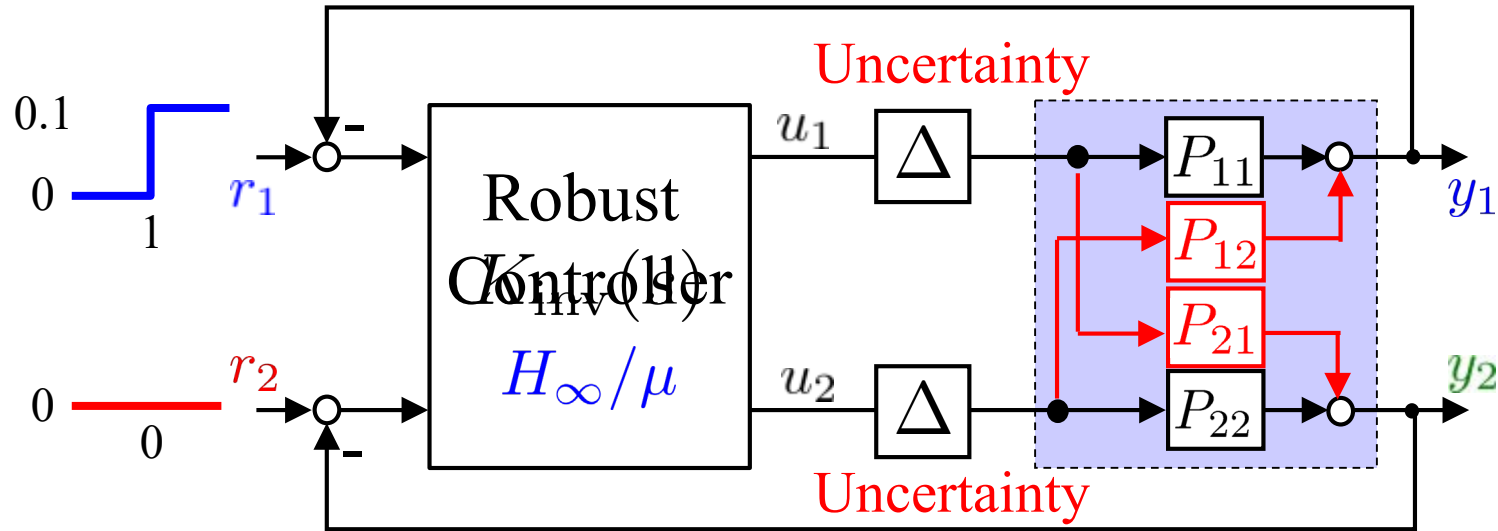 Uncertainty
0.1
0
1
r₁
-
Robust
Controller
K_inv(s)
H∞/μ
u₁
Δ
P₁₁
y₁
P₁₂
P₂₁
0
0
r₂
-
u₂
Δ
P₂₂
y₂
Uncertainty